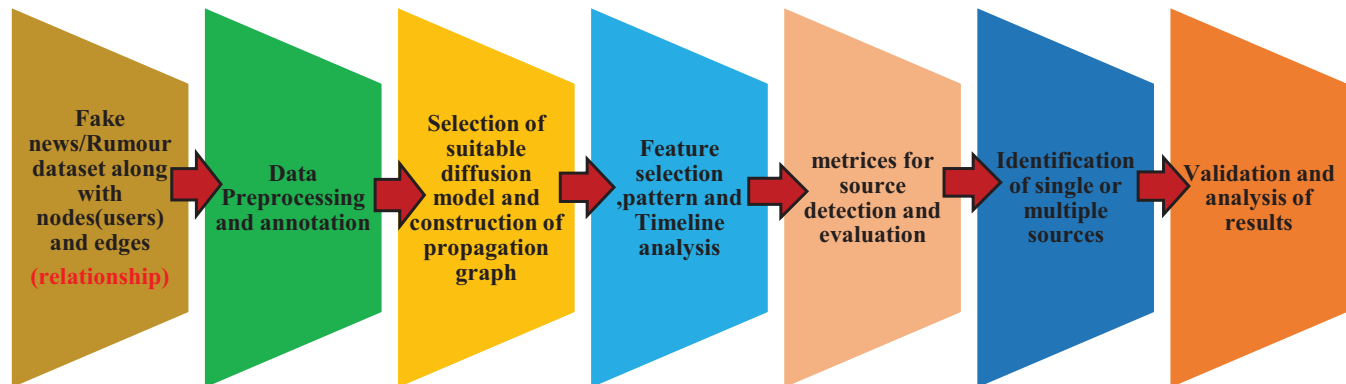 Fake
news/Rumour
dataset along
with
nodes(users)
and edges
(relationship)
Data
Preprocessing
and annotation
Selection of
suitable
diffusion
model and
construction of
propagation
graph
Feature
selection
,pattern and
Timeline
analysis
metrices for
source
detection and
evaluation
Identification
of single or
multiple
sources
Validation and
analysis of
results